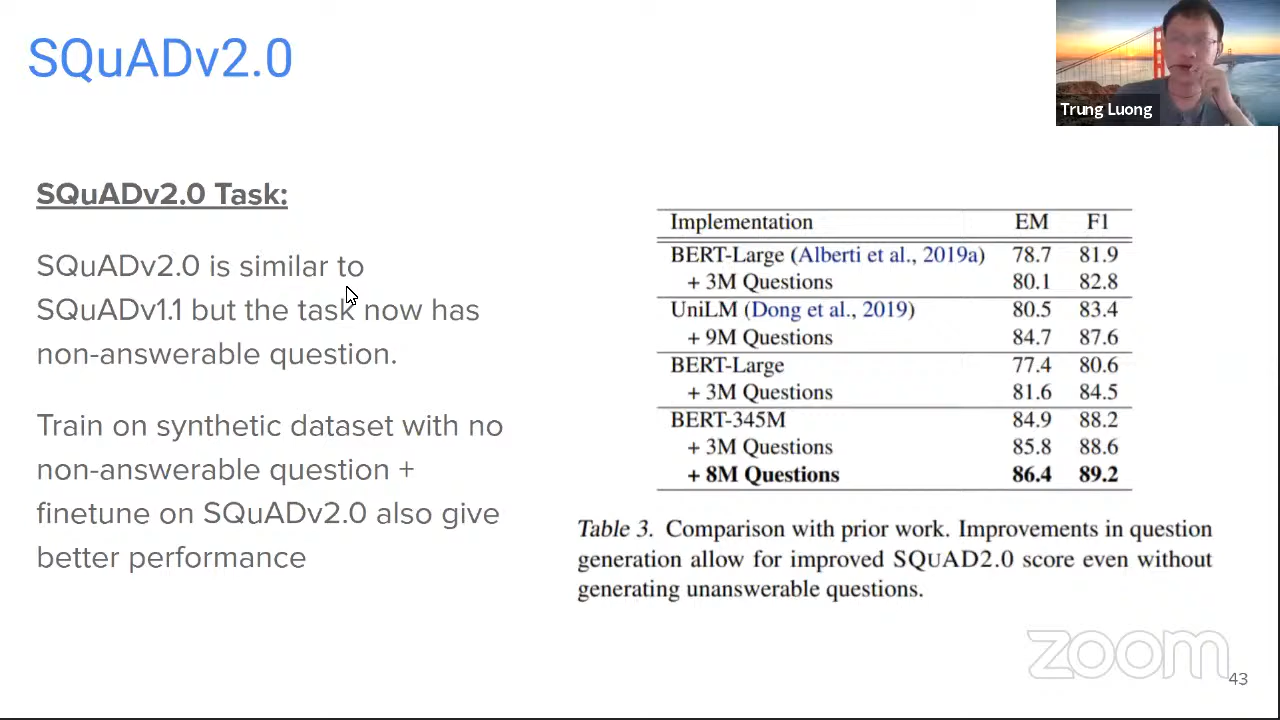 SQuADv2.0
Trung Luong
SQuADv2.0 Task:
SQuADv2.0 is similar to
SQuADv1.1 but the task now has
non-answerable question.
Train on synthetic dataset with no
non-answerable question +
finetune on SQuADv2.0 also give
better performance
Implementation EM F1
BERT-Large (Alberti et al., 2019a) 78.7 81.9
+ 3M Questions 80.1 82.8
UniLM (Dong et al., 2019) 80.5 83.4
+ 9M Questions 84.7 87.6
BERT-Large 77.4 80.6
+ 3M Questions 81.6 84.5
BERT-345M 84.9 88.2
+ 3M Questions 85.8 88.6
+ 8M Questions 86.4 89.2
Table 3. Comparison with prior work. Improvements in question
generation allow for improved SQUAD2.0 score even without
generating unanswerable questions.
zoom
43